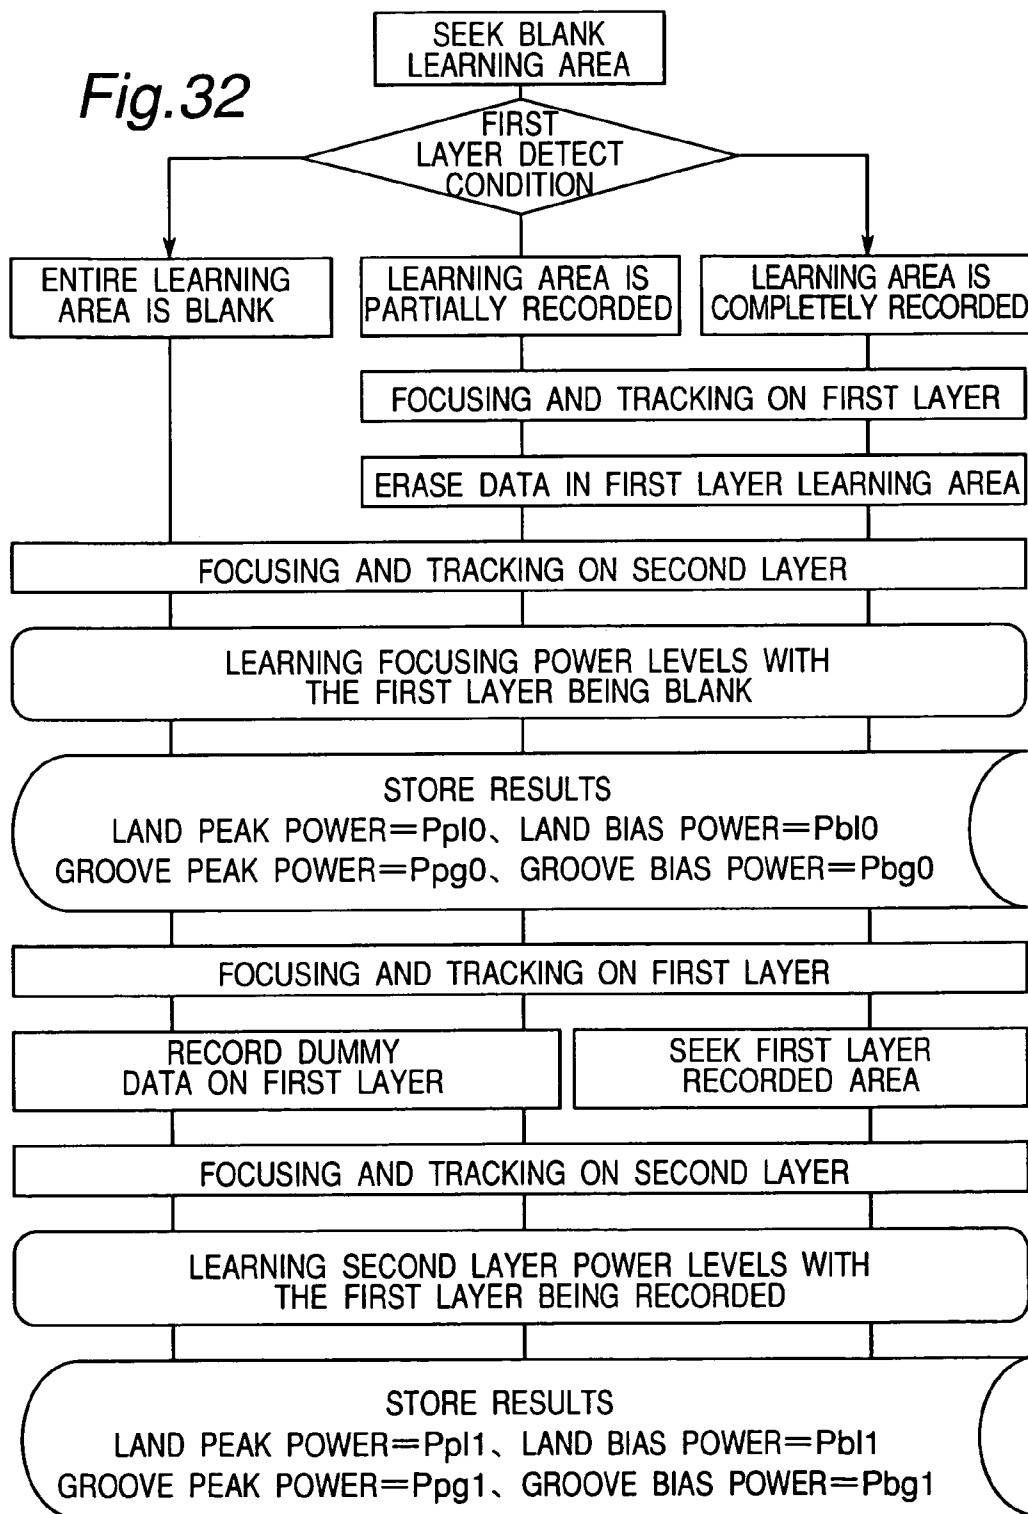 SEEK BLANK
LEARNING AREA
Fig.32
FIRST
LAYER DETECT
CONDITION
ENTIRE LEARNING
AREA IS BLANK
LEARNING AREA IS
PARTIALLY RECORDED
LEARNING AREA IS
COMPLETELY RECORDED
FOCUSING AND TRACKING ON FIRST LAYER
ERASE DATA IN FIRST LAYER LEARNING AREA
FOCUSING AND TRACKING ON SECOND LAYER
LEARNING FOCUSING POWER LEVELS WITH
THE FIRST LAYER BEING BLANK
STORE RESULTS
LAND PEAK POWER=Ppl0、LAND BIAS POWER=Pbl0
GROOVE PEAK POWER=Ppg0、GROOVE BIAS POWER=Pbg0
FOCUSING AND TRACKING ON FIRST LAYER
RECORD DUMMY
DATA ON FIRST LAYER
SEEK FIRST LAYER
RECORDED AREA
FOCUSING AND TRACKING ON SECOND LAYER
LEARNING SECOND LAYER POWER LEVELS WITH
THE FIRST LAYER BEING RECORDED
STORE RESULTS
LAND PEAK POWER=Ppl1、LAND BIAS POWER=Pbl1
GROOVE PEAK POWER=Ppg1、GROOVE BIAS POWER=Pbg1